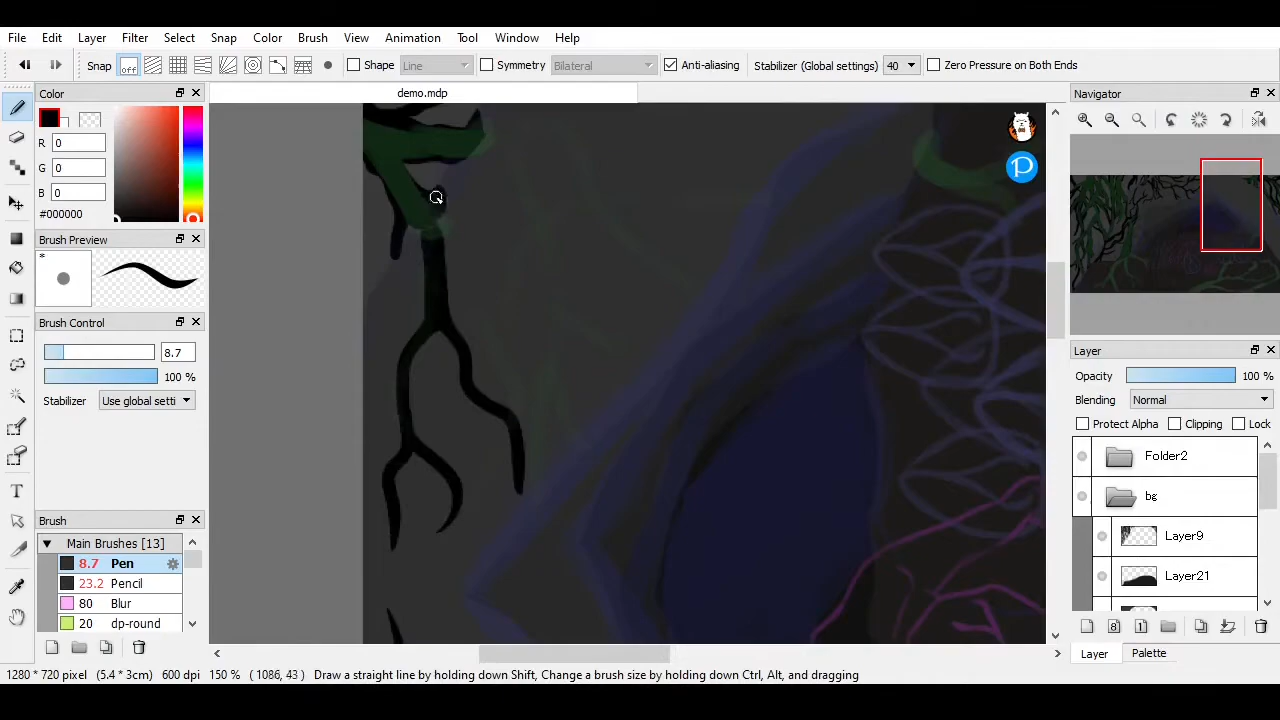 File Edit Layer Filter Select Snap Color Brush View Animation Tool Window Help
Snap off Shape Line Symmetry Bilateral Anti-aliasing Stabilizer (Global settings) 40 Zero Pressure on Both Ends
Color
R 0
G 0
B 0
#000000
Brush Preview
*
Brush Control
8.7
100 %
Stabilizer Use global setti
Brush
Main Brushes [13]
8.7 Pen
23.2 Pencil
80 Blur
20 dp-round
demo.mdp
P
Navigator
Layer
Opacity 100 %
Blending Normal
Protect Alpha Clipping Lock
Folder2
bg
Layer9
Layer21
8 1
Layer Palette
T
1280 * 720 pixel (5.4 * 3cm) 600 dpi 150 % ( 1086, 43 ) Draw a straight line by holding down Shift, Change a brush size by holding down Ctrl, Alt, and dragging